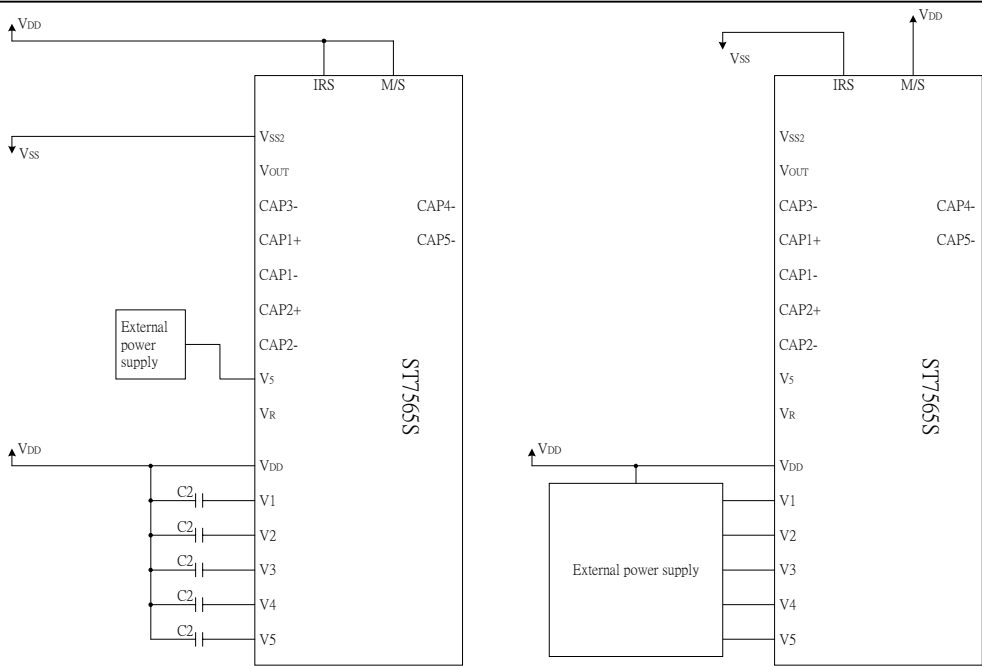 VDD
IRS M/S
VSS2
VSS
VOUT
CAP3- CAP4-
CAP1+ CAP5-
CAP1-
CAP2+
External
power
supply
CAP2-
V5
ST7565S
VR
VDD
VDD
C2 V1
C2 V2
C2 V3
C2 V4
C2 V5
VDD
VSS
IRS M/S
VSS2
VOUT
CAP3- CAP4-
CAP1+ CAP5-
CAP1-
CAP2+
CAP2-
V5
ST7565S
VR
VDD
VDD
V1
V2
External power supply
V3
V4
V5